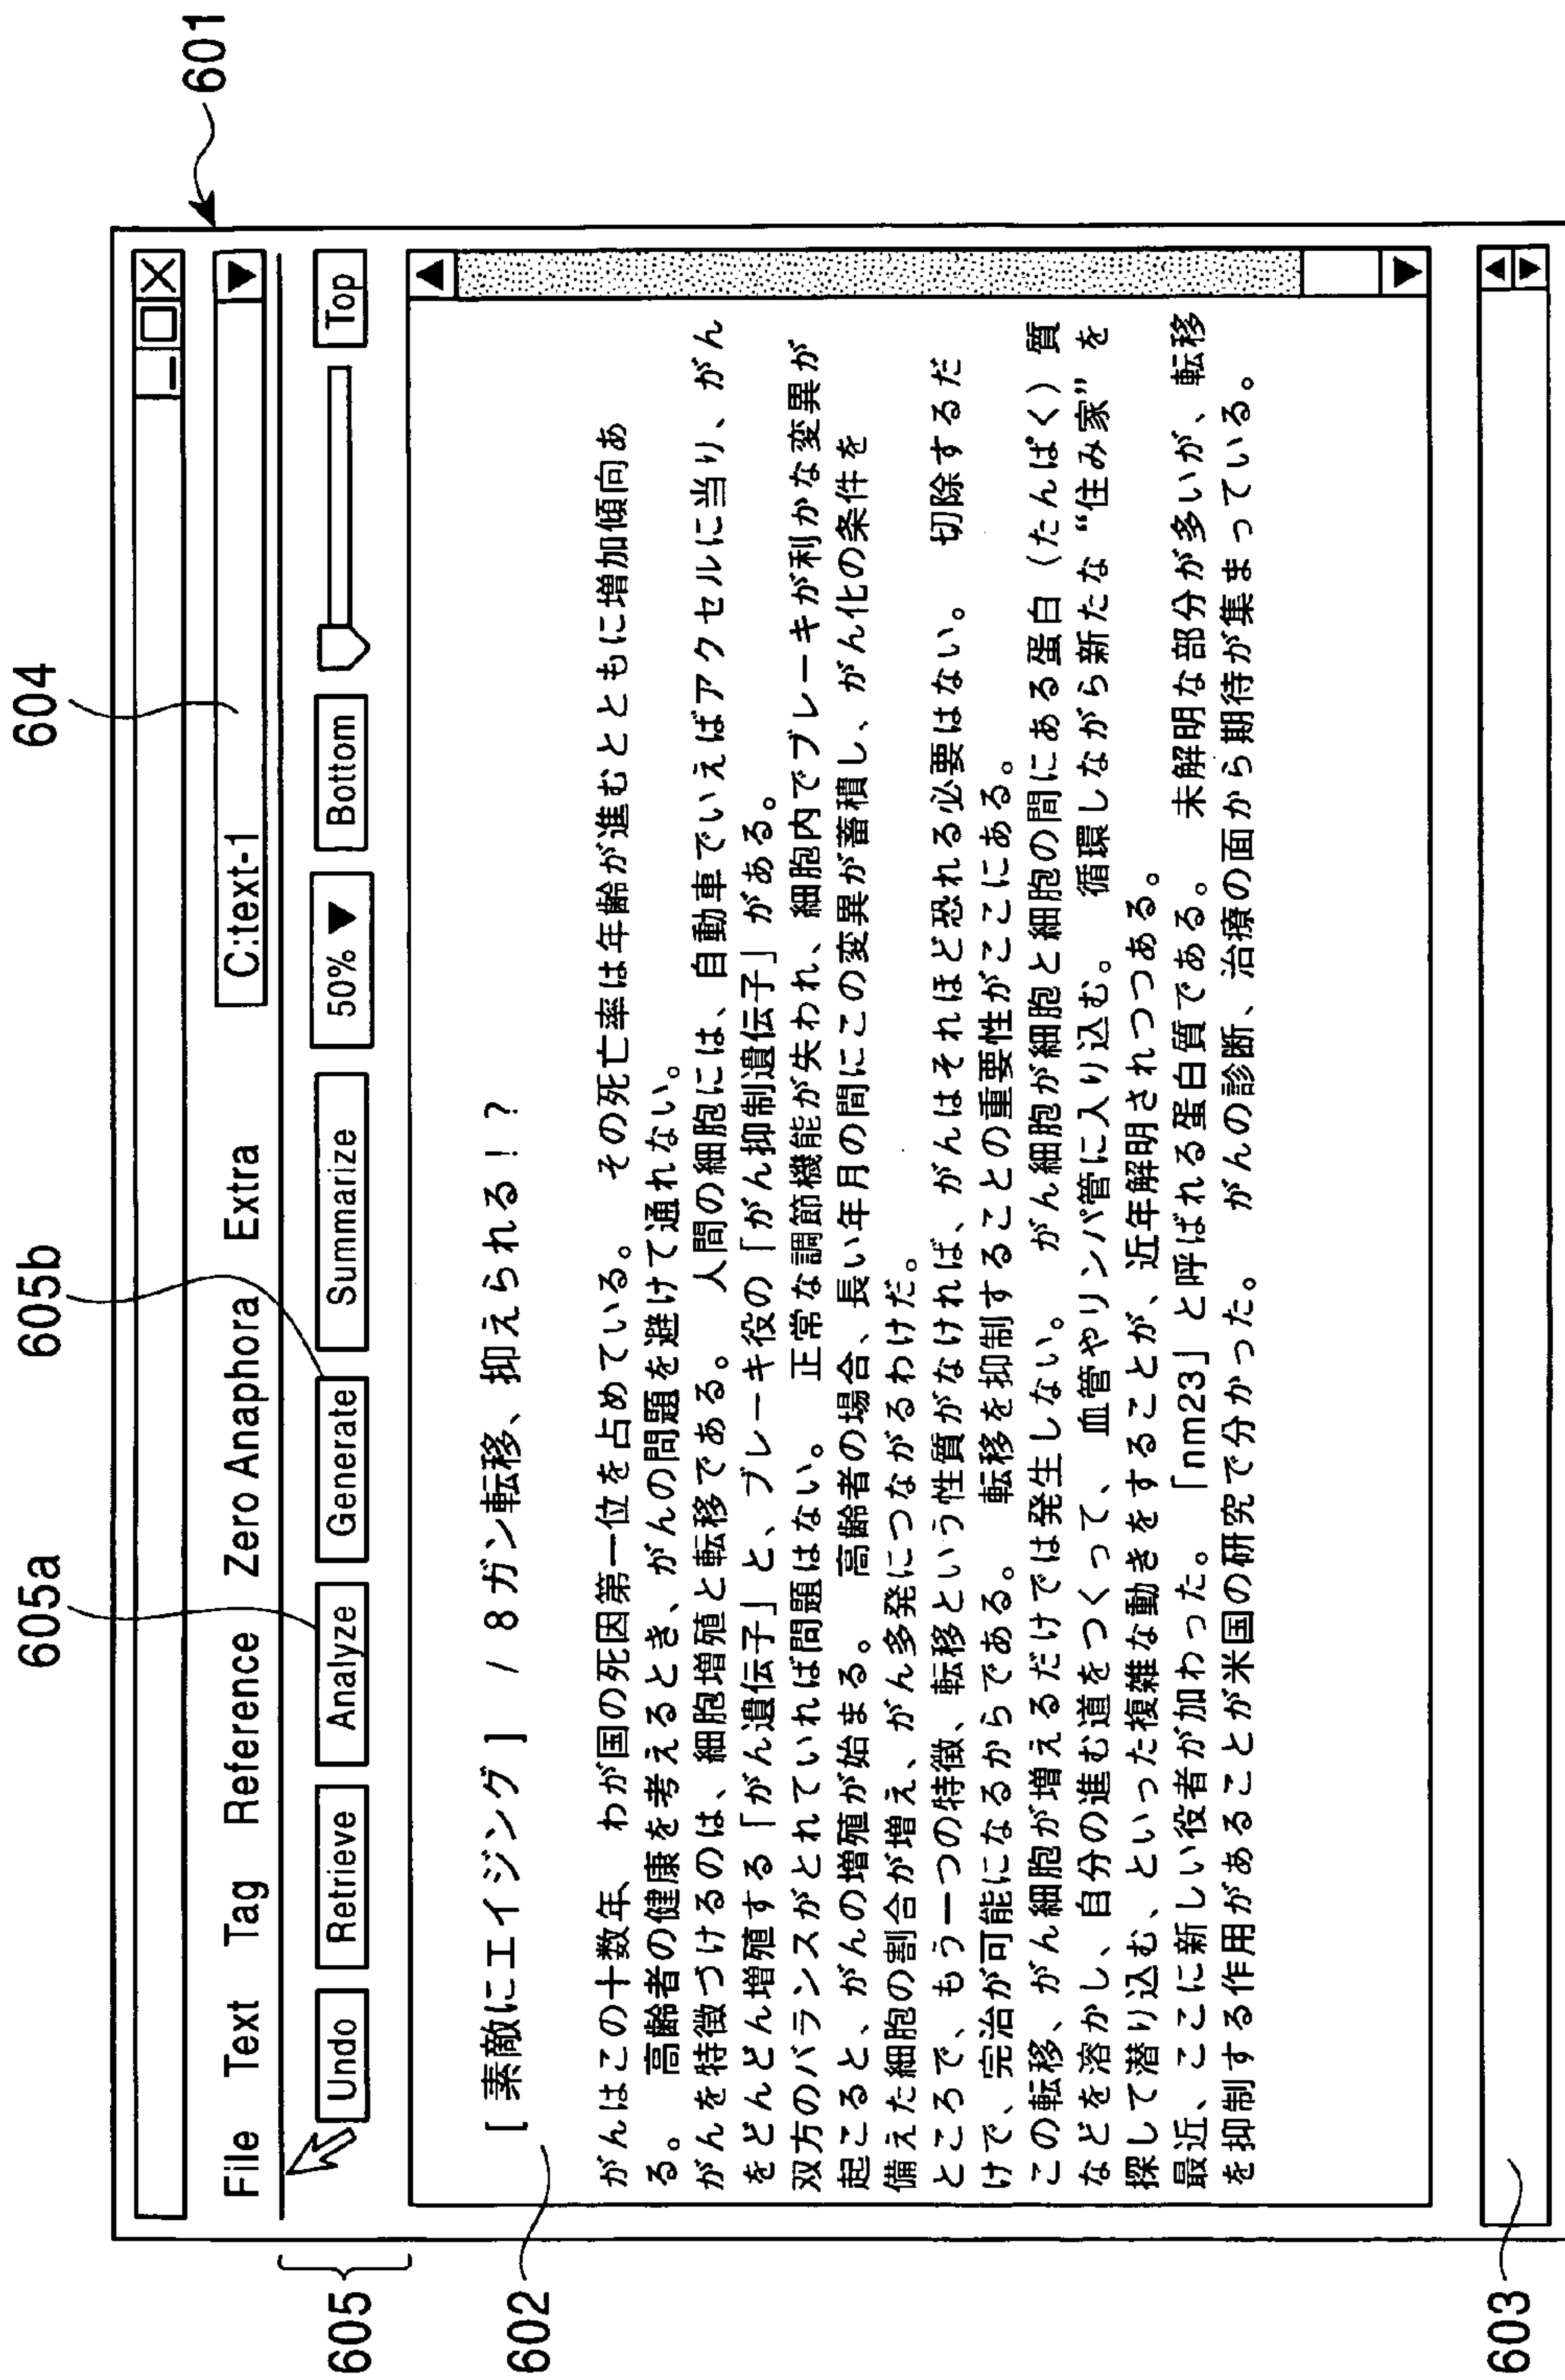 604
605a
605b
601
File Text Tag Reference Zero Anaphora Extra
C:text-1
605
Undo Retrieve Analyze Generate Summarize 50% Bottom Top
602
[素敵にエイジング] / 8 ガン転移、抑えられる！？
がんはこの十数年、わが国の死因第一位を占めている。 その死亡率は年齢が進むとともに増加傾向あ
る。 高齢者の健康を考えるとき、がんの問題を避けて通れない。
がんを特徴づけるのは、細胞増殖と転移である。 人間の細胞には、自動車でいえばアクセルに当り、がん
をどんどん増殖する「がん遺伝子」と、ブレーキ役の「がん抑制遺伝子」がある。
双方のバランスがとれていれば問題はない。 正常な調節機能が失われ、細胞内でブレーキが利かな変異が
起こると、がんの増殖が始まる。 高齢者の場合、長い年月の間にこの変異が蓄積し、がん化の条件を
備えた細胞の割合が増え、がん多発につながるわけだ。
ところで、もう一つの特徴、転移という性質がなければ、がんはそれほど恐れる必要はない。 切除するだ
けで、完治が可能になるからである。 転移を抑制することの重要性がここにある。
この転移、がん細胞が増えるだけでは発生しない。 がん細胞が細胞と細胞の間にある蛋白（たんぱく）質
などを溶かし、自分の進む道をつくって、血管やリンパ管に入り込む。 循環しながら新たな“住み家”を
探して潜り込む、といった複雑な動きをすることが、近年解明されつつある。
最近、ここに新しい役者が加わった。「nm23」と呼ばれる蛋白質である。 未解明な部分が多いが、転移
を抑制する作用があることが米国の研究で分かった。 がんの診断、治療の面から期待が集まっている。
603